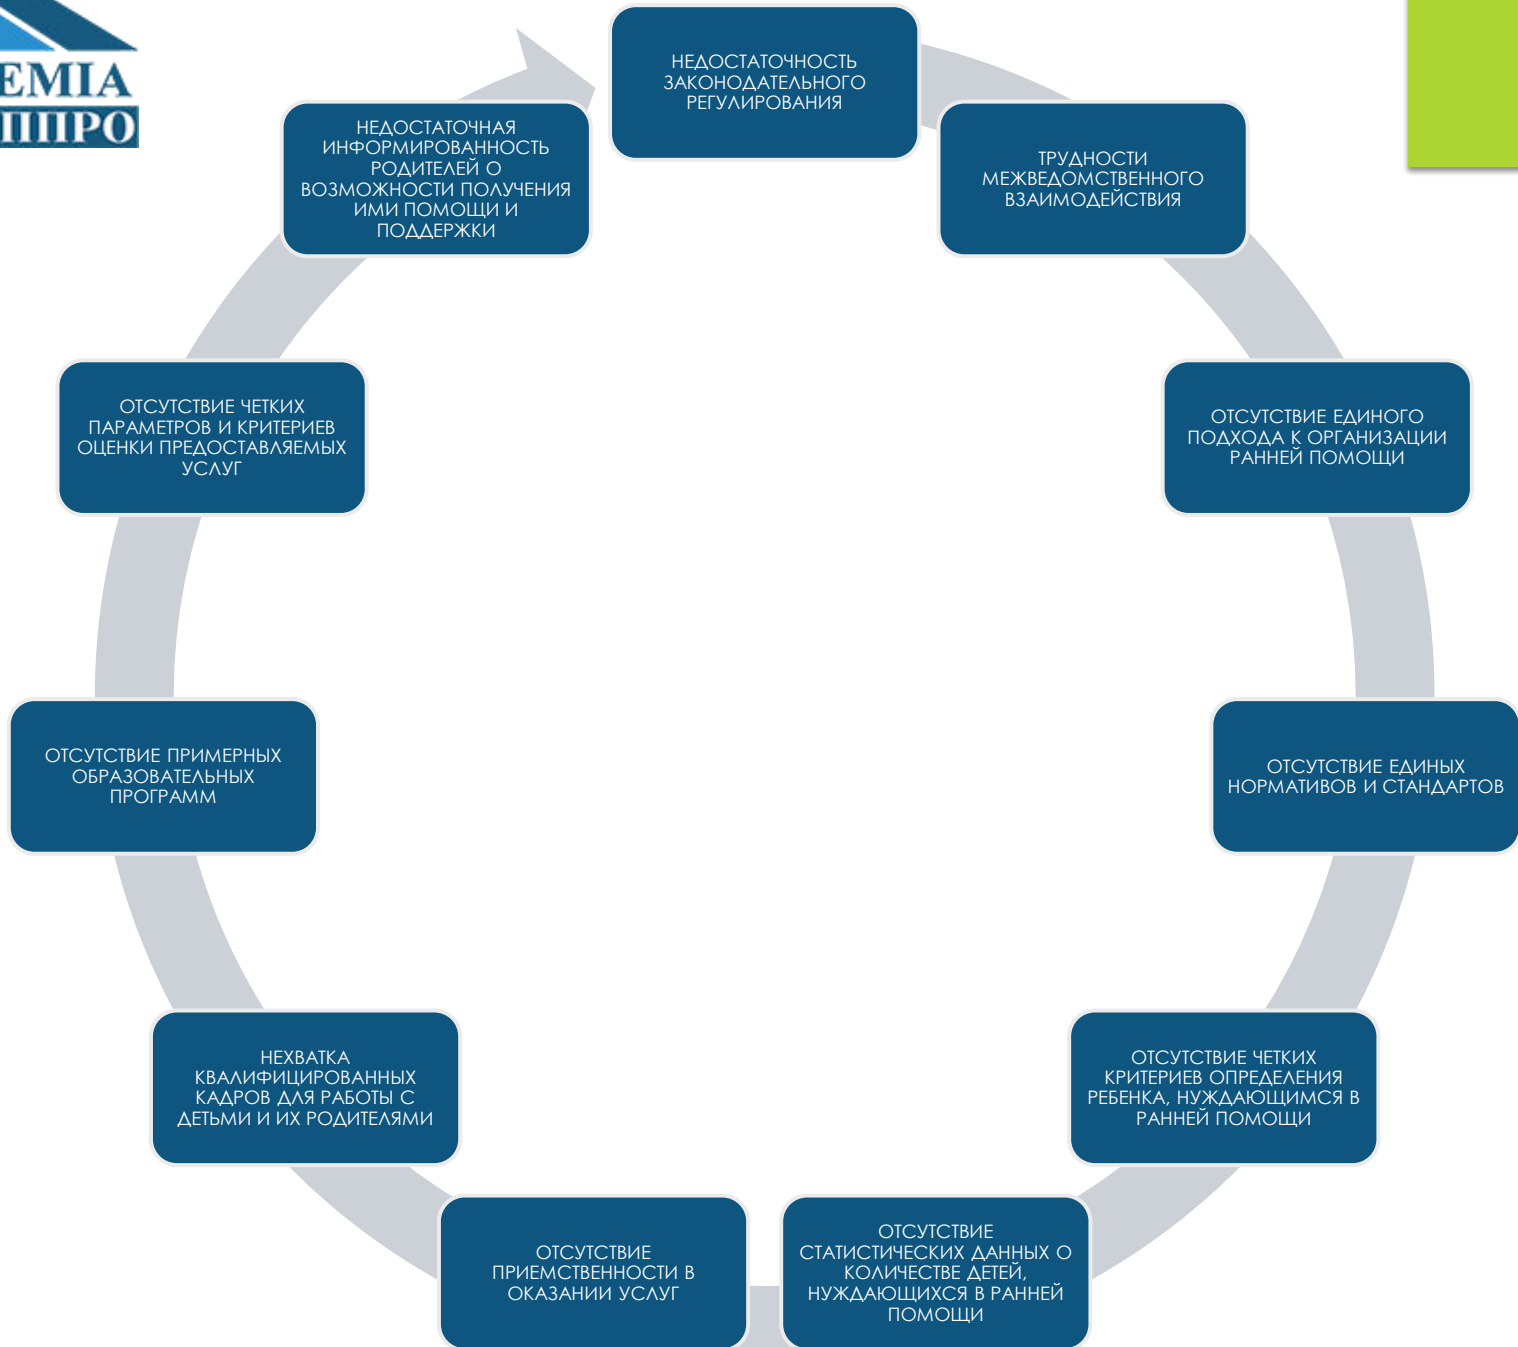 ЕМІА
ППРО
НЕДОСТАТОЧНОСТЬ
ЗАКОНОДАТЕЛЬНОГО
РЕГУЛИРОВАНИЯ
ТРУДНОСТИ
МЕЖВЕДОМСТВЕННОГО
ВЗАИМОДЕЙСТВИЯ
ОТСУТСТВИЕ ЕДИНОГО
ПОДХОДА К ОРГАНИЗАЦИИ
РАННЕЙ ПОМОЩИ
ОТСУТСТВИЕ ЕДИНЫХ
НОРМАТИВОВ И СТАНДАРТОВ
ОТСУТСТВИЕ ЧЕТКИХ
КРИТЕРИЕВ ОПРЕДЕЛЕНИЯ
РЕБЕНКА, НУЖДАЮЩИМСЯ В
РАННЕЙ ПОМОЩИ
ОТСУТСТВИЕ
СТАТИСТИЧЕСКИХ ДАННЫХ О
КОЛИЧЕСТВЕ ДЕТЕЙ,
НУЖДАЮЩИХСЯ В РАННЕЙ
ПОМОЩИ
ОТСУТСТВИЕ
ПРИЕМСТВЕННОСТИ В
ОКАЗАНИИ УСЛУГ
НЕХВАТКА
КВАЛИФИЦИРОВАННЫХ
КАДРОВ ДЛЯ РАБОТЫ С
ДЕТЬМИ И ИХ РОДИТЕЛЯМИ
ОТСУТСТВИЕ ПРИМЕРНЫХ
ОБРАЗОВАТЕЛЬНЫХ
ПРОГРАММ
ОТСУТСТВИЕ ЧЕТКИХ
ПАРАМЕТРОВ И КРИТЕРИЕВ
ОЦЕНКИ ПРЕДОСТАВЛЯЕМЫХ
УСЛУГ
НЕДОСТАТОЧНАЯ
ИНФОРМИРОВАННОСТЬ
РОДИТЕЛЕЙ О
ВОЗМОЖНОСТИ ПОЛУЧЕНИЯ
ИМИ ПОМОЩИ И
ПОДДЕРЖКИ